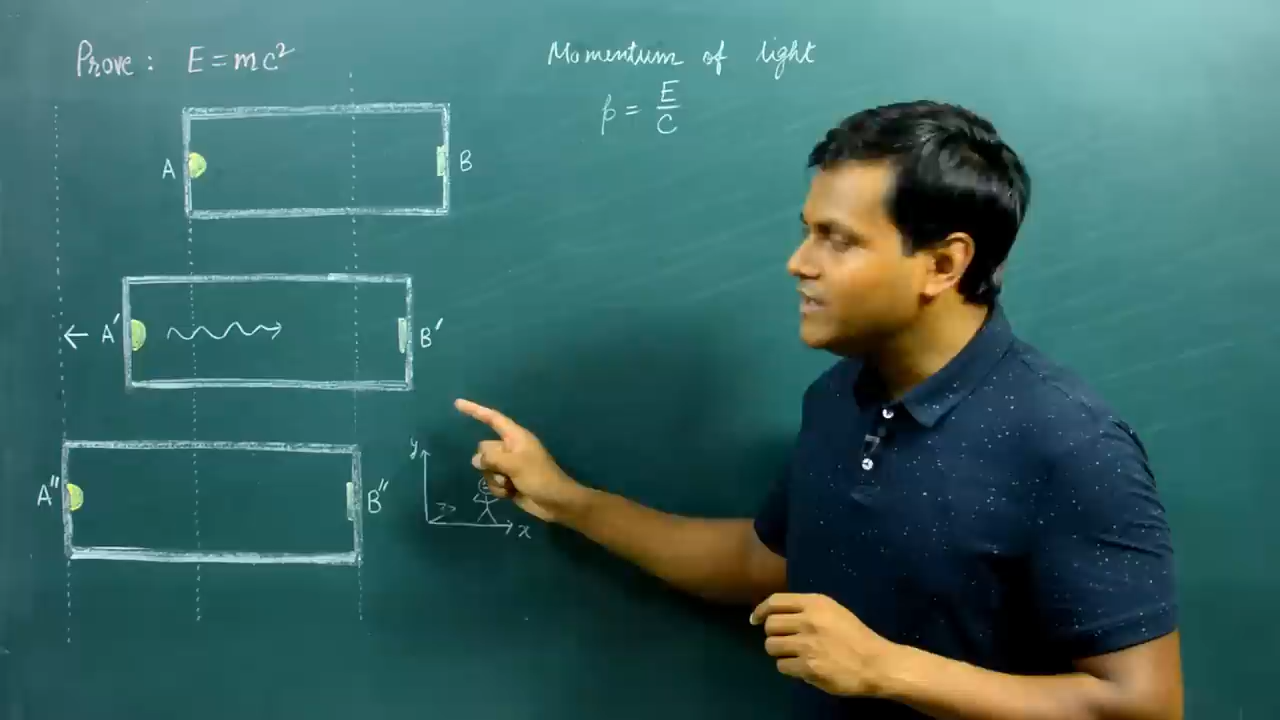 Prove : E = mc²
Momentum of light
p = E/C
A
B
A′
B′
A″
B″
y
x